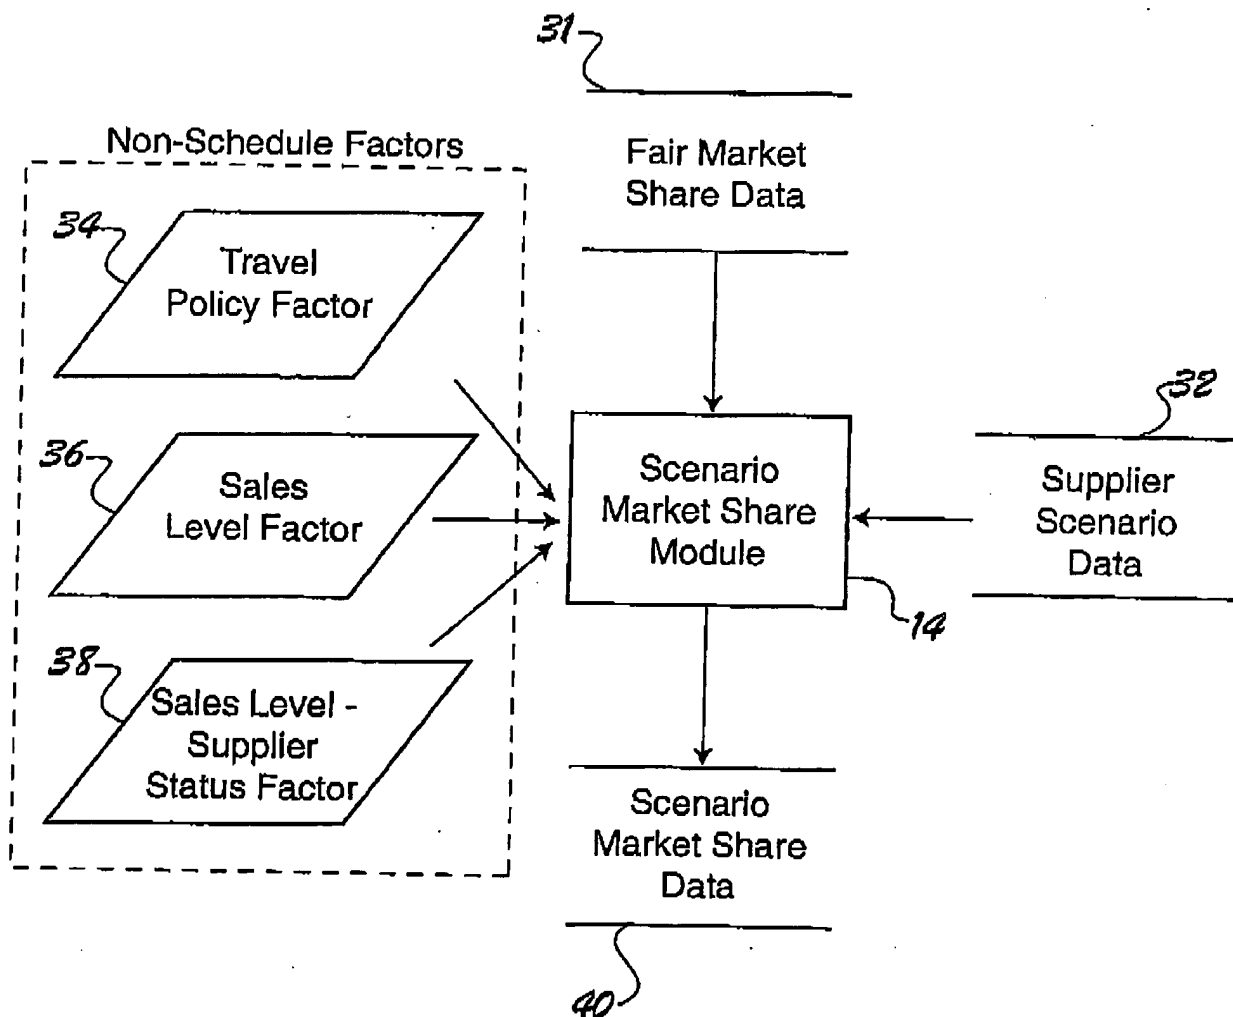 31
Fair Market
Share Data
Non-Schedule Factors
34
Travel
Policy Factor
32
Supplier
Scenario
Data
36
Sales
Level Factor
Scenario
Market Share
Module
14
38
Sales Level -
Supplier
Status Factor
Scenario
Market Share
Data
40